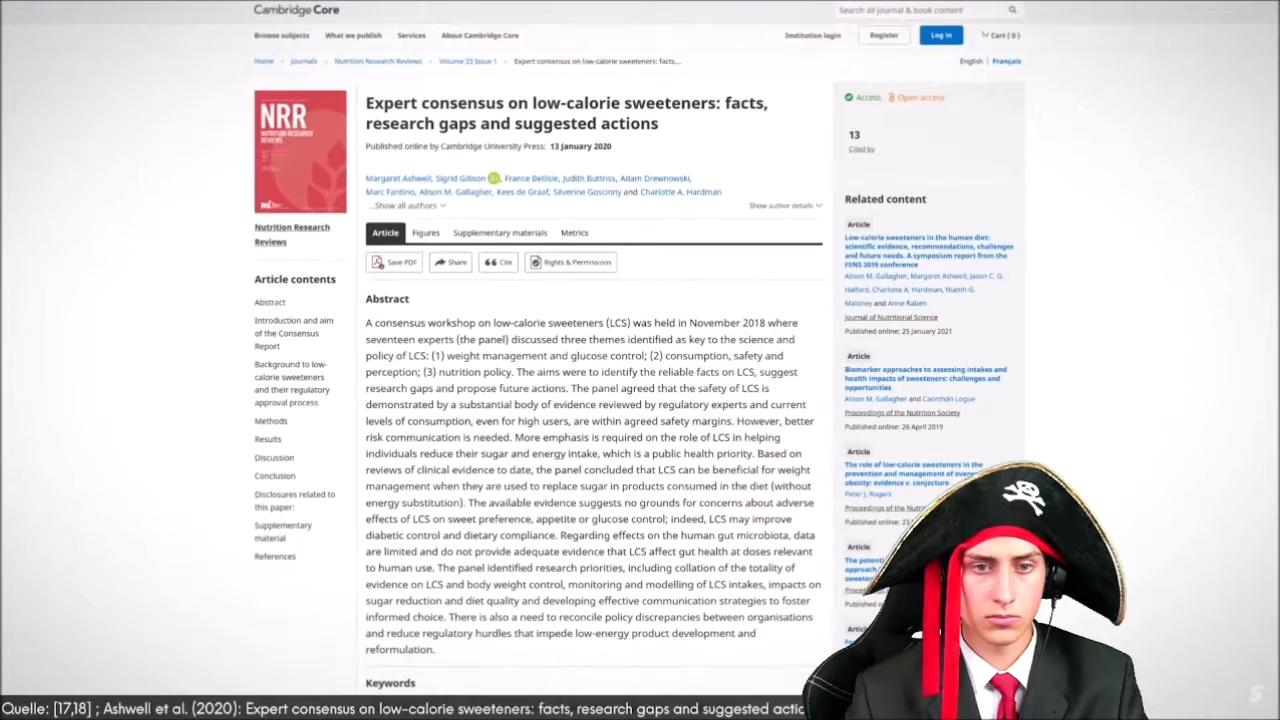 Cambridge Core
Search all journal & book content
Browse subjects What we publish Services About Cambridge Core Institution login Register Log in Cart ( 0 )
Home Journals Nutrition Research Reviews Volume 33 Issue 1 Expert consensus on low-calorie sweeteners: facts,...
English | Français
NRR
NUTRITION RESEARCH
REVIEWS
Nutrition Research
Reviews
Article contents
Abstract
Introduction and aim
of the Consensus
Report
Background to low-
calorie sweeteners
and their regulatory
approval process
Methods
Results
Discussion
Conclusion
Disclosures related to
this paper:
Supplementary
material
References
Expert consensus on low-calorie sweeteners: facts,
research gaps and suggested actions
Published online by Cambridge University Press: 13 January 2020
Margaret Ashwell, Sigrid Gibson , France Bellisle, Judith Buttriss, Adam Drewnowski,
Marc Fantino, Alison M. Gallagher, Kees de Graaf, Séverine Goscinny and Charlotte A. Hardman
...Show all authors
Show author details
Article Figures Supplementary materials Metrics
Save PDF Share Cite Rights & Permissions
Abstract
A consensus workshop on low-calorie sweeteners (LCS) was held in November 2018 where
seventeen experts (the panel) discussed three themes identified as key to the science and
policy of LCS: (1) weight management and glucose control; (2) consumption, safety and
perception; (3) nutrition policy. The aims were to identify the reliable facts on LCS, suggest
research gaps and propose future actions. The panel agreed that the safety of LCS is
demonstrated by a substantial body of evidence reviewed by regulatory experts and current
levels of consumption, even for high users, are within agreed safety margins. However, better
risk communication is needed. More emphasis is required on the role of LCS in helping
individuals reduce their sugar and energy intake, which is a public health priority. Based on
reviews of clinical evidence to date, the panel concluded that LCS can be beneficial for weight
management when they are used to replace sugar in products consumed in the diet (without
energy substitution). The available evidence suggests no grounds for concerns about adverse
effects of LCS on sweet preference, appetite or glucose control; indeed, LCS may improve
diabetic control and dietary compliance. Regarding effects on the human gut microbiota, data
are limited and do not provide adequate evidence that LCS affect gut health at doses relevant
to human use. The panel identified research priorities, including collation of the totality of
evidence on LCS and body weight control, monitoring and modelling of LCS intakes, impacts on
sugar reduction and diet quality and developing effective communication strategies to foster
informed choice. There is also a need to reconcile policy discrepancies between organisations
and reduce regulatory hurdles that impede low-energy product development and
reformulation.
Keywords
Access Open access
13
Cited by
Related content
Article
Low-calorie sweeteners in the human diet:
scientific evidence, recommendations, challenges
and future needs. A symposium report from the
FENS 2019 conference
Alison M. Gallagher, Margaret Ashwell, Jason C. G.
Halford, Charlotte A. Hardman, Niamh G.
Maloney and Anne Raben
Journal of Nutritional Science
Published online: 25 January 2021
Article
Biomarker approaches to assessing intakes and
health impacts of sweeteners: challenges and
opportunities
Alison M. Gallagher and Caomhán Logue
Proceedings of the Nutrition Society
Published online: 26 April 2019
Article
The role of low-calorie sweeteners in the
prevention and management of
obesity: evidence v. conjecture
Peter J. Rogers
Proceedings of the
Published online: 23
Article
The
approach
Published
Quelle: [17,18] ; Ashwell et al. (2020): Expert consensus on low-calorie sweeteners: facts, research gaps and suggested